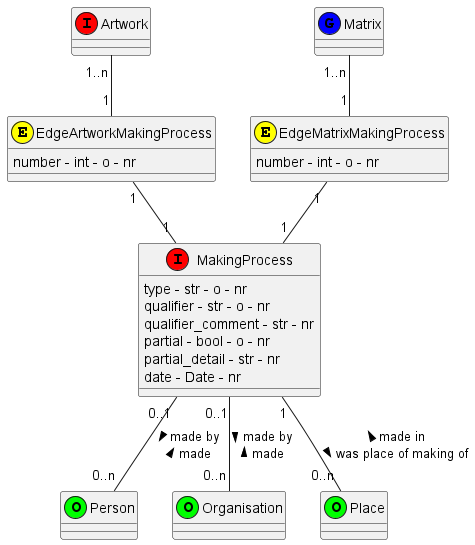 I Artwork
G Matrix
1..n
1..n
1
1
E EdgeArtworkMakingProcess
number - int - o - nr
E EdgeMatrixMakingProcess
number - int - o - nr
1
1
1
1
I MakingProcess
type - str - o - nr
qualifier - str - o - nr
qualifier_comment - str - nr
partial - bool - o - nr
partial_detail - str - nr
date - Date - nr
0..1
0..1
1
made by
made
made by
made
made in
was place of making of
0..n
0..n
0..n
O Person
O Organisation
O Place